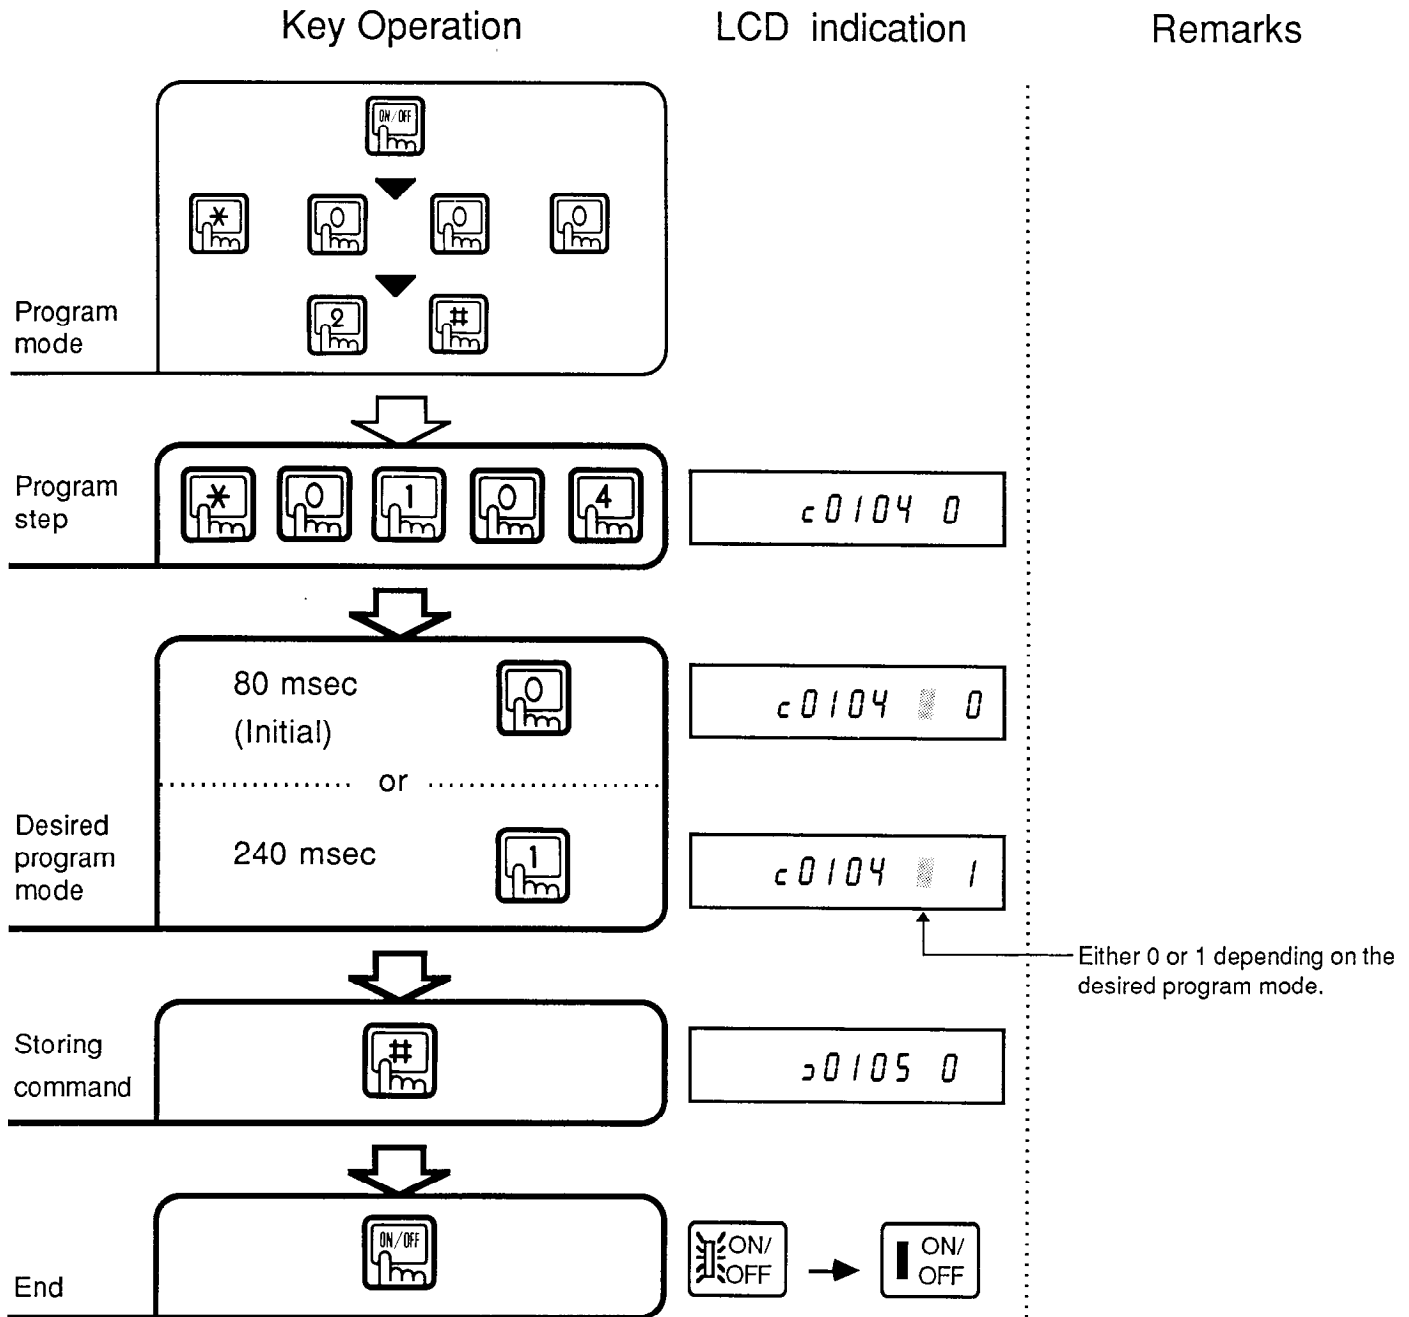 Key Operation LCD indication Remarks
ON/OFF
* 0 0 0
2 #
Program
mode
Program
step
* 0 1 0 4
c0104 0
80 msec
(Initial)
0
c0104 0
or
Desired
program
mode
240 msec
1
c0104 1
Either 0 or 1 depending on the
desired program mode.
Storing
command
#
ɔ0105 0
End
ON/OFF
ON/
OFF
ON/
OFF